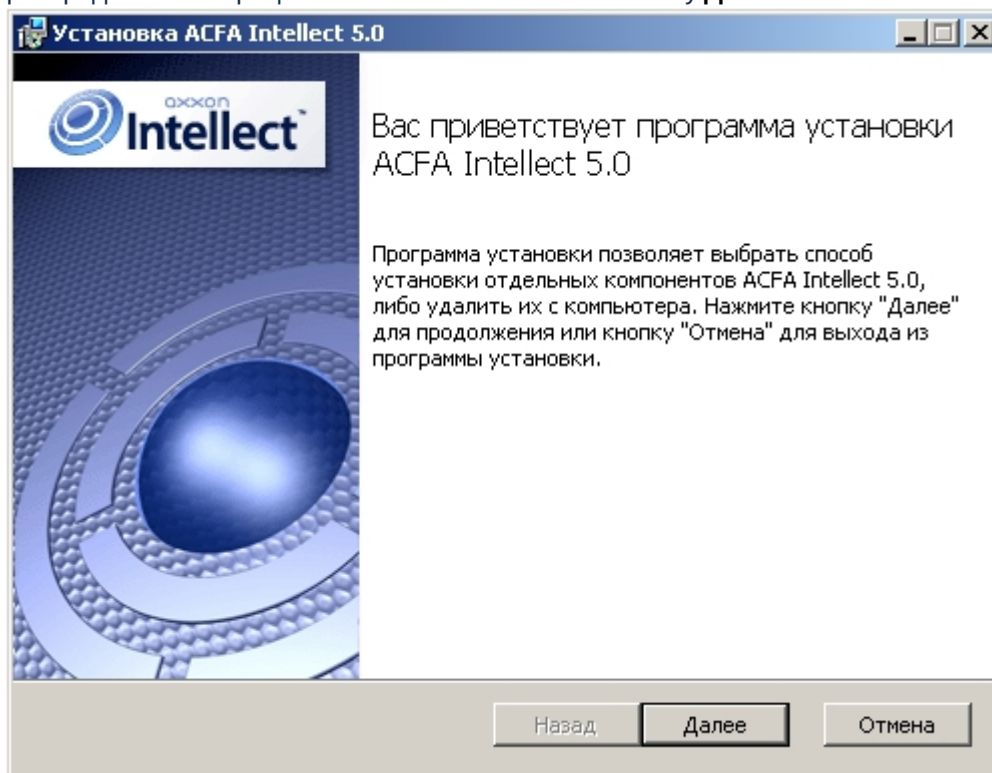 Установка ACFA Intellect 5.0
axxon
Intellect™
Вас приветствует программа установки
ACFA Intellect 5.0
Программа установки позволяет выбрать способ
установки отдельных компонентов ACFA Intellect 5.0,
либо удалить их с компьютера. Нажмите кнопку "Далее"
для продолжения или кнопку "Отмена" для выхода из
программы установки.
Назад
Далее
Отмена